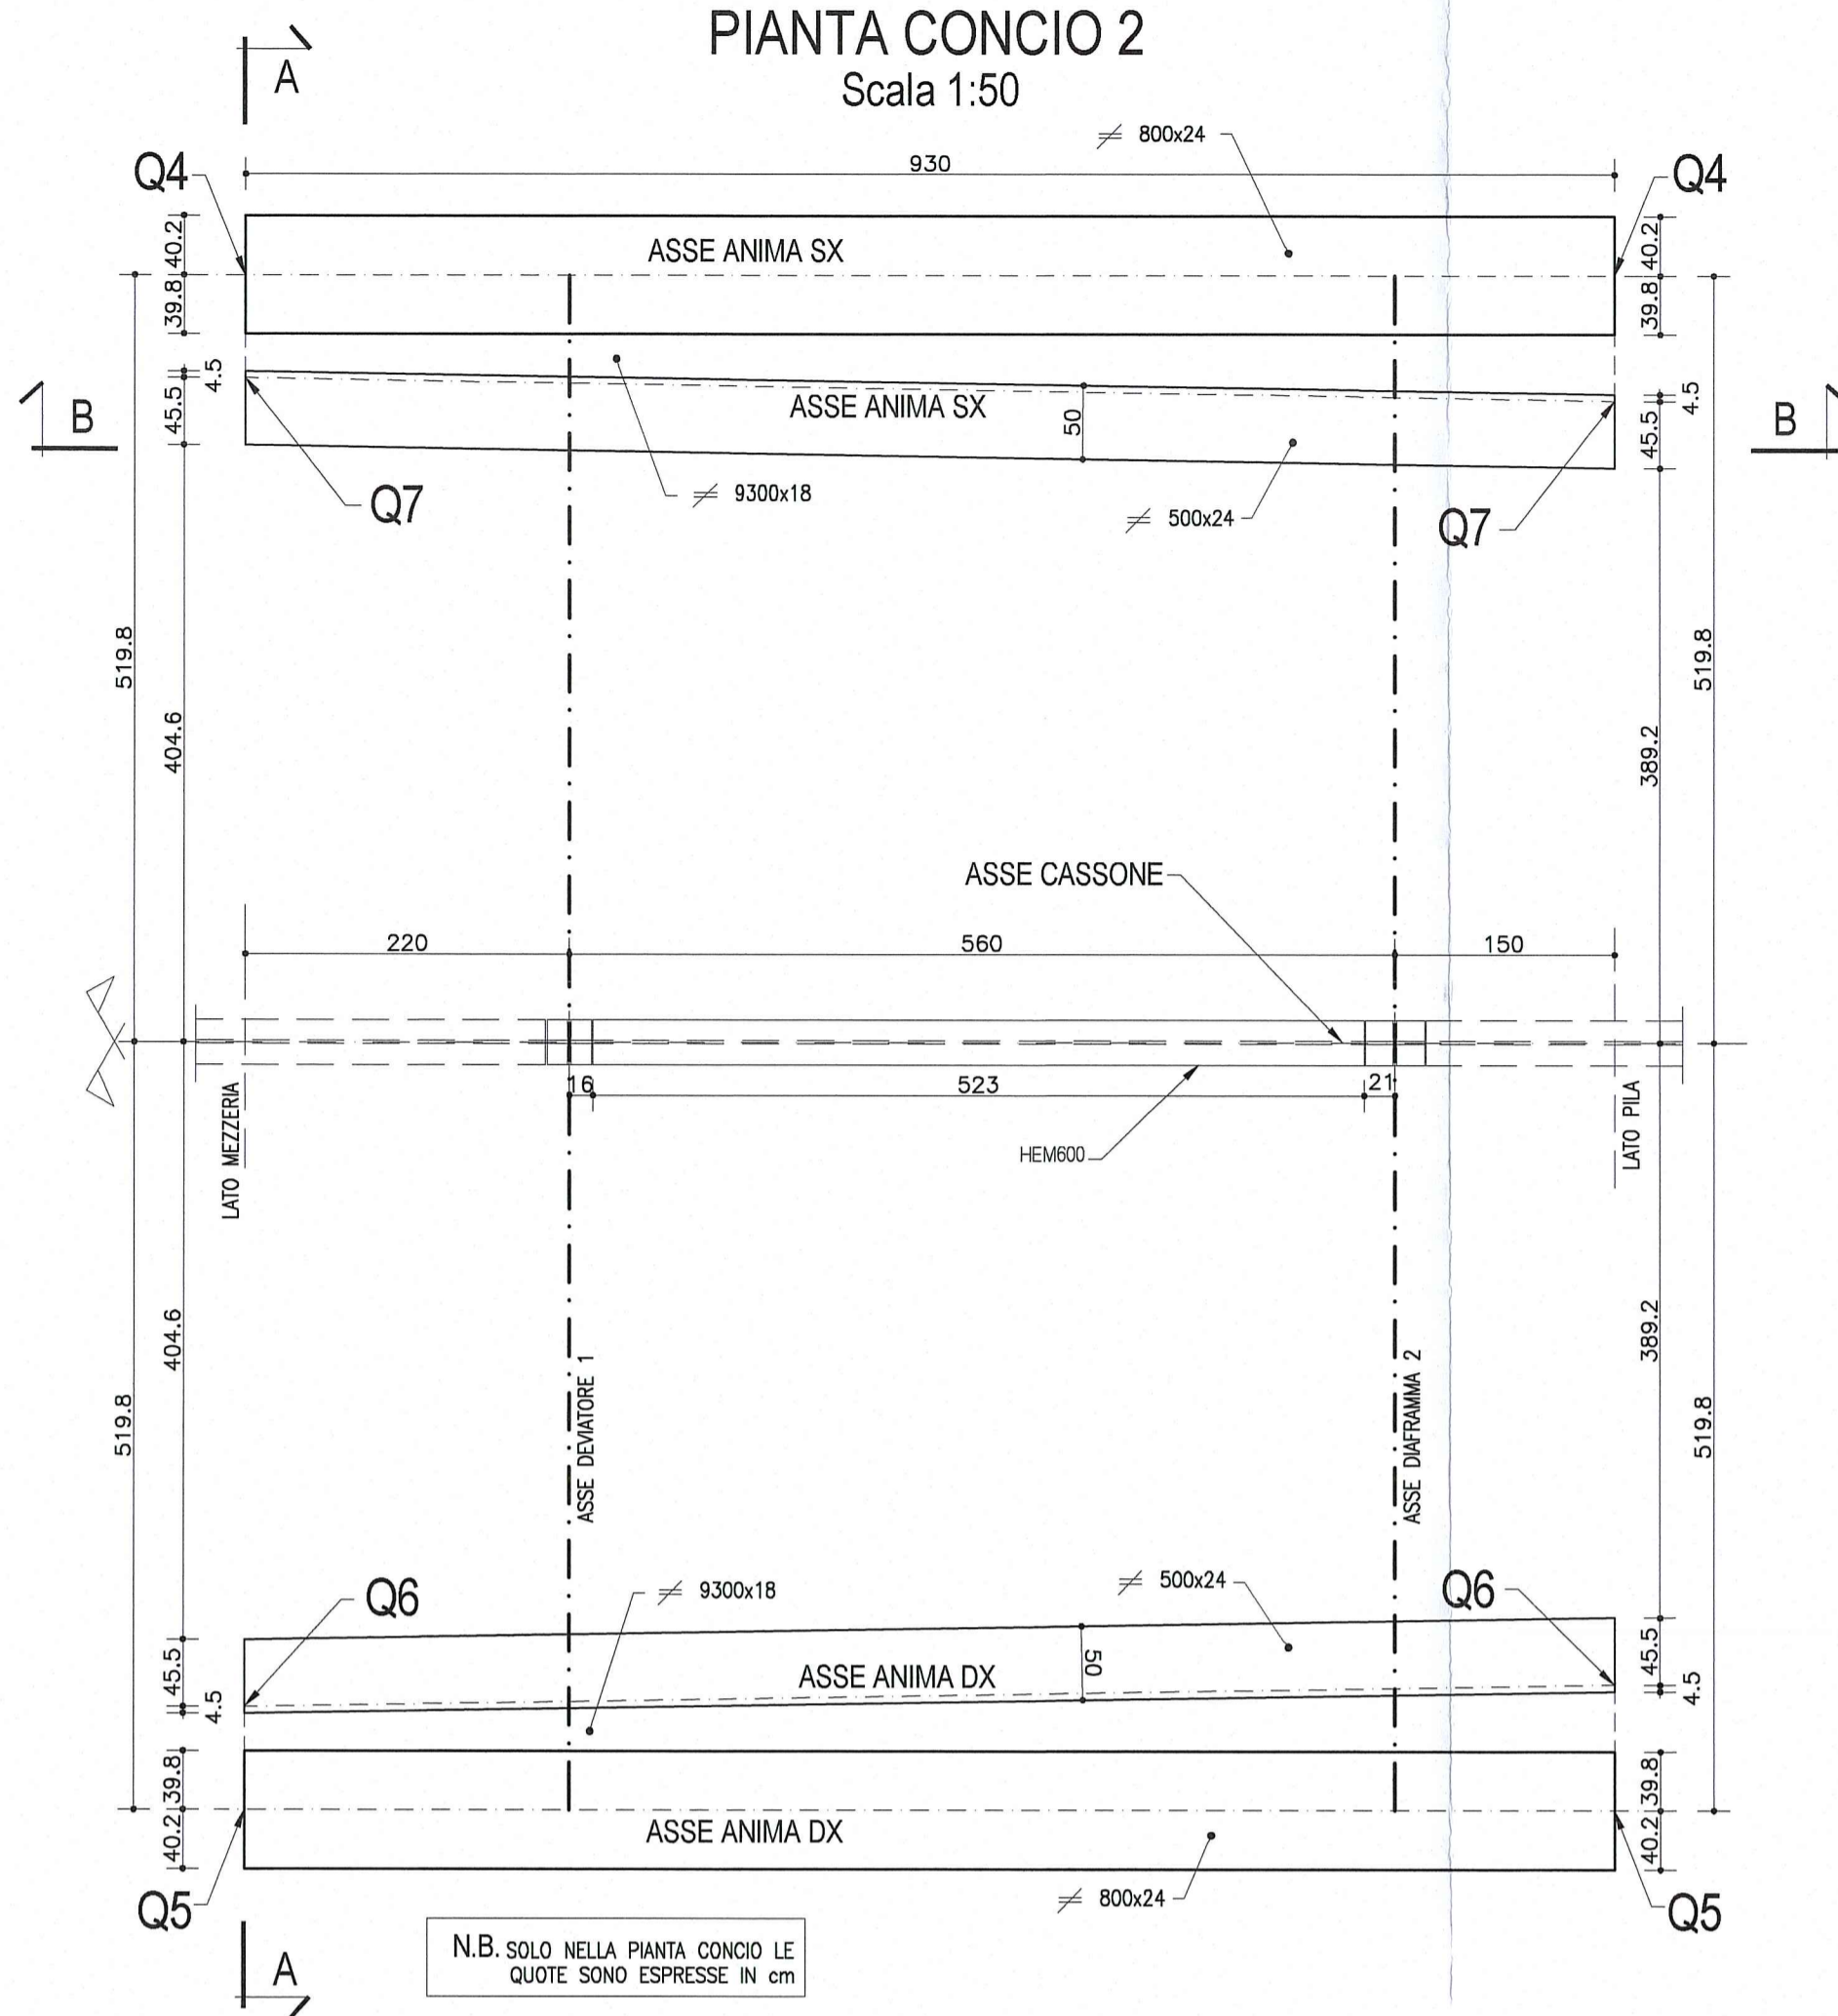 PIANTA CONCIO 2
Scala 1:50
A
800x24
930
Q4
Q4
40.2
39.8
40.2
39.8
ASSE ANIMA SX
4.5
45.5
4.5
45.5
B
B
ASSE ANIMA SX
50
Q7
9300x18
500x24
Q7
519.8
404.6
389.2
519.8
ASSE CASSONE
220
560
150
16
523
21
HEM600
LATO MEZZERIA
LATO PILA
519.8
404.6
ASSE DEVIATORE 1
ASSE DIAFRAMMA 2
389.2
519.8
Q6
9300x18
500x24
Q6
45.5
4.5
45.5
4.5
50
ASSE ANIMA DX
39.8
40.2
39.8
40.2
ASSE ANIMA DX
800x24
Q5
Q5
A
N.B. SOLO NELLA PIANTA CONCIO LE
QUOTE SONO ESPRESSE IN cm